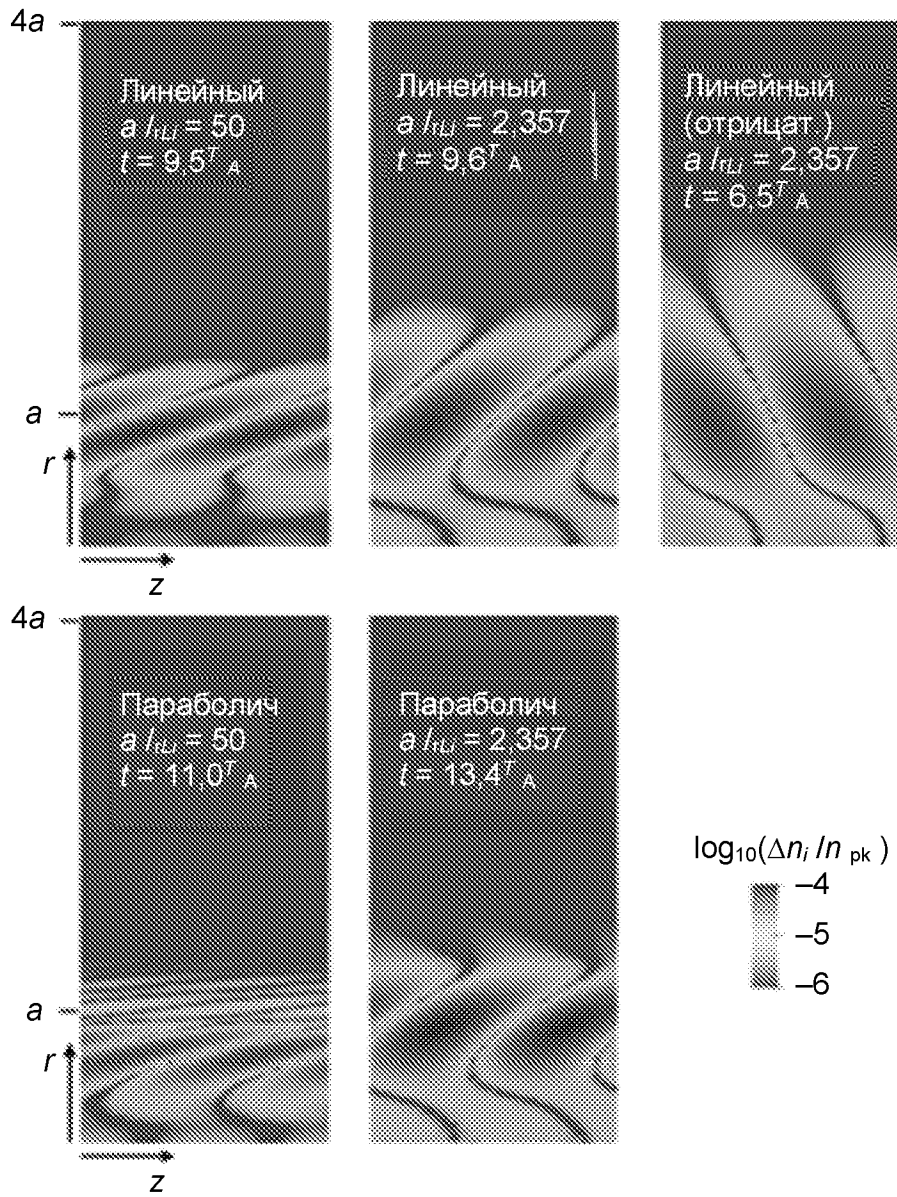 4a
Линейный
a /rLi = 50
t = 9,5T A
Линейный
a /rLi = 2,357
t = 9,6T A
Линейный
(отрицат )
a /rLi = 2,357
t = 6,5T A
a
r
z
4a
Параболич
a /rLi = 50
t = 11,0T A
Параболич
a /rLi = 2,357
t = 13,4T A
log10(Δni /n pk )
–4
–5
–6
a
r
z